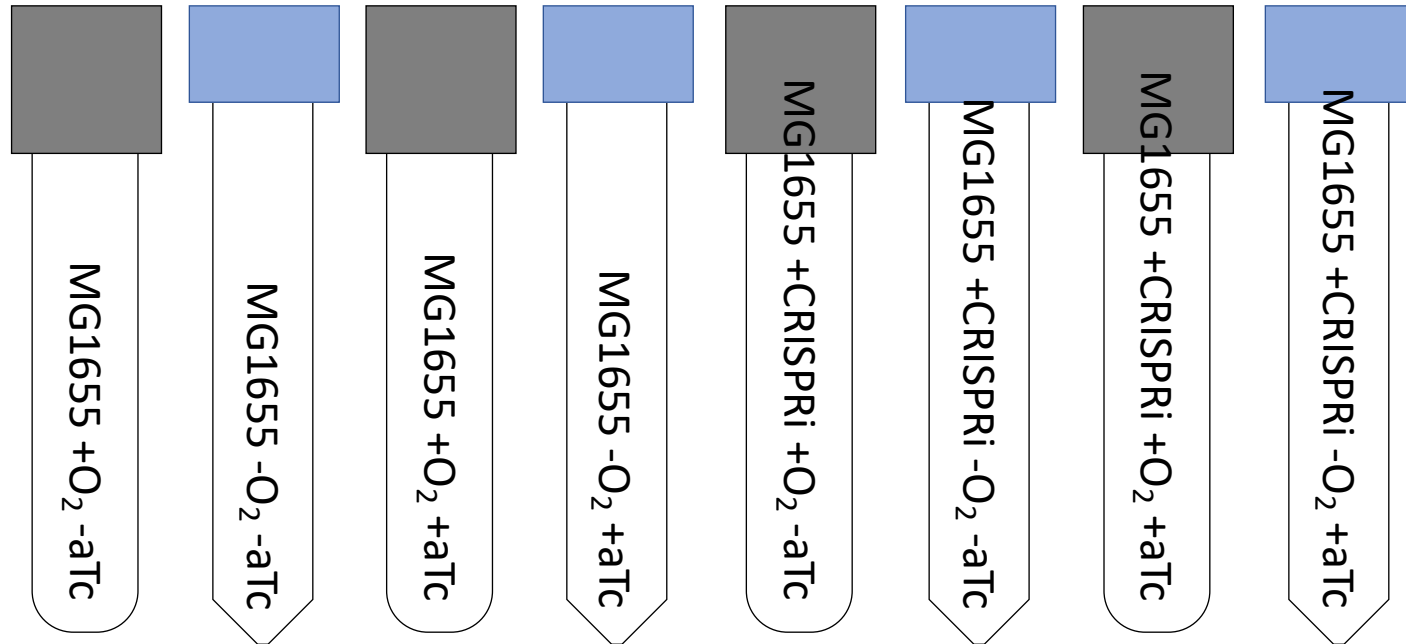 MG1655 +O₂ -aTc
MG1655 -O₂ -aTc
MG1655 +O₂ +aTc
MG1655 -O₂ +aTc
MG1655 +CRISPRi +O₂ -aTc
MG1655 +CRISPRi -O₂ -aTc
MG1655 +CRISPRi +O₂ +aTc
MG1655 +CRISPRi -O₂ +aTc